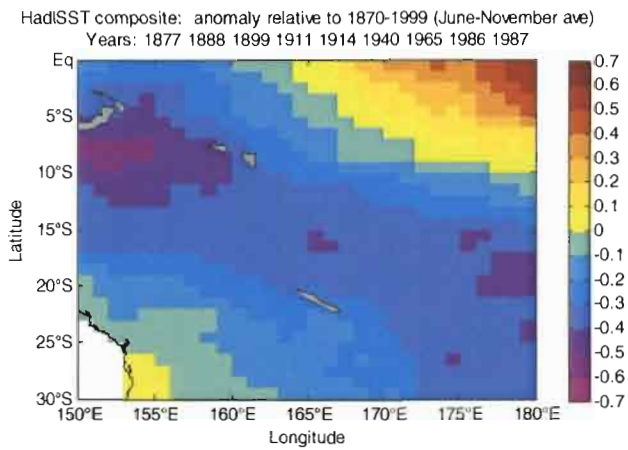 HadISST composite: anomaly relative to 1870-1999 (June-November ave)
Years: 1877 1888 1899 1911 1914 1940 1965 1986 1987
Eq
5°S
10°S
15°S
20°S
25°S
30°S
Latitude
150°E 155°E 160°E 165°E 170°E 175°E 180°E
Longitude
0.7
0.6
0.5
0.4
0.3
0.2
0.1
0
-0.1
-0.2
-0.3
-0.4
-0.5
-0.6
-0.7